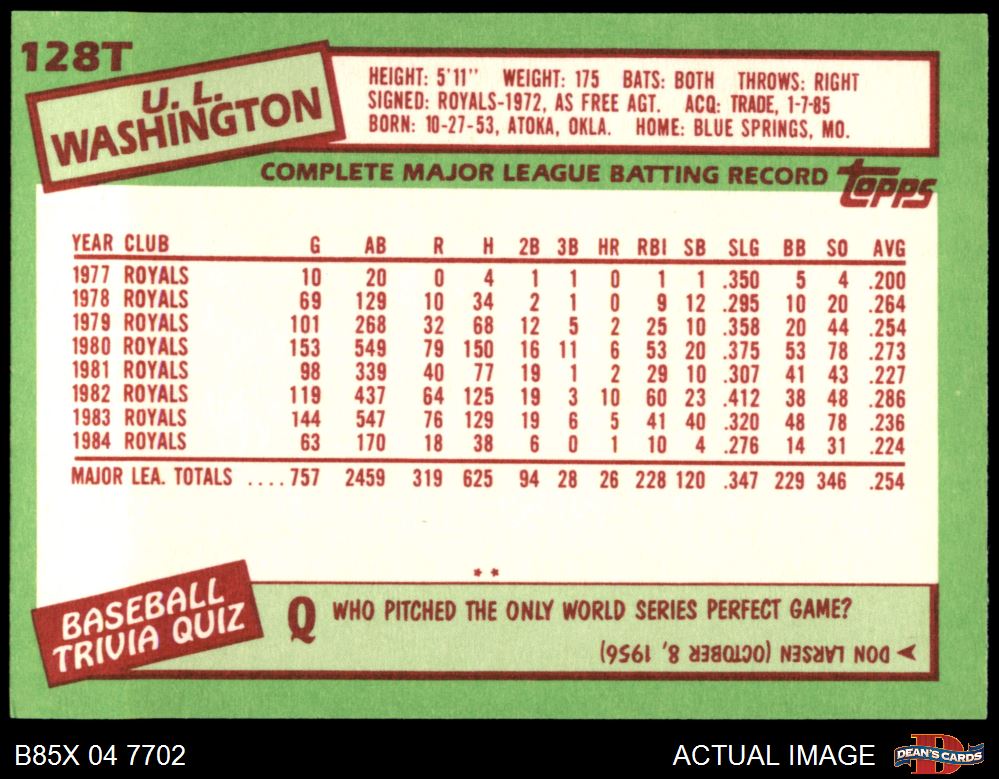 128T
U. L.
WASHINGTON
HEIGHT: 5'11" WEIGHT: 175 BATS: BOTH THROWS: RIGHT
SIGNED: ROYALS-1972, AS FREE AGT. ACQ: TRADE, 1-7-85
BORN: 10-27-53, ATOKA, OKLA. HOME: BLUE SPRINGS, MO.
COMPLETE MAJOR LEAGUE BATTING RECORD topps
YEAR CLUB G AB R H 2B 3B HR RBI SB SLG BB SO AVG
1977 ROYALS 10 20 0 4 1 1 0 1 1 .350 5 4 .200
1978 ROYALS 69 129 10 34 2 1 0 9 12 .295 10 20 .264
1979 ROYALS 101 268 32 68 12 5 2 25 10 .358 20 44 .254
1980 ROYALS 153 549 79 150 16 11 6 53 20 .375 53 78 .273
1981 ROYALS 98 339 40 77 19 1 2 29 10 .307 41 43 .227
1982 ROYALS 119 437 64 125 19 3 10 60 23 .412 38 48 .286
1983 ROYALS 144 547 76 129 19 6 5 41 40 .320 48 78 .236
1984 ROYALS 63 170 18 38 6 0 1 10 4 .276 14 31 .224
MAJOR LEA. TOTALS ....757 2459 319 625 94 28 26 228 120 .347 229 346 .254
**
BASEBALL
TRIVIA QUIZ
Q WHO PITCHED THE ONLY WORLD SERIES PERFECT GAME?
DON LARSEN (OCTOBER 8, 1956)
B85X 04 7702 ACTUAL IMAGE DEAN'S CARDS